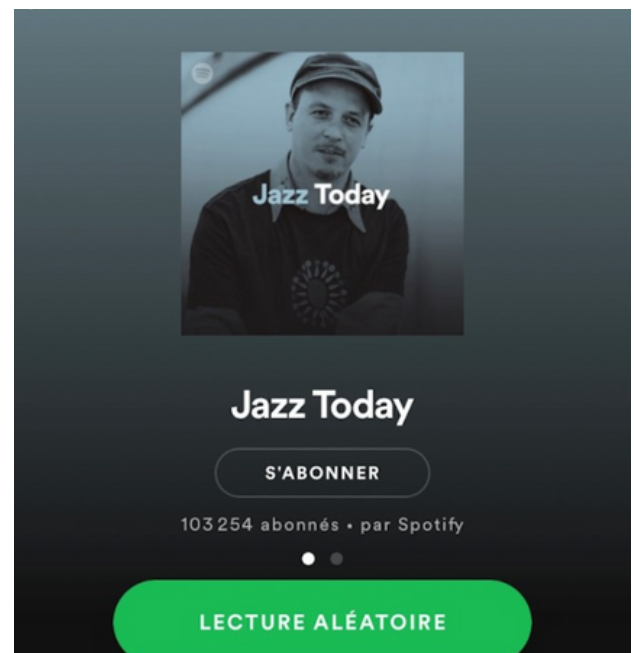 Jazz Today
Jazz Today
S'ABONNER
103 254 abonnés • par Spotify
LECTURE ALÉATOIRE